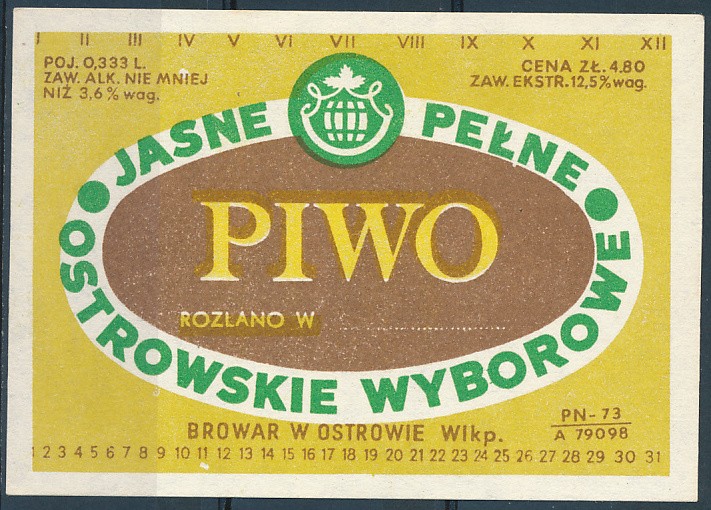 I II III IV V VI VII VIII IX X XI XII
POJ. 0,333 L.
ZAW. ALK. NIE MNIEJ
NIŻ 3,6% wag.
CENA ZŁ. 4.80
ZAW. EKSTR. 12,5% wag.
JASNE PEŁNE
PIWO
ROZLANO W
OSTROWSKIE WYBOROWE
BROWAR W OSTROWIE Wlkp.
PN-73
A 79098
1 2 3 4 5 6 7 8 9 10 11 12 13 14 15 16 17 18 19 20 21 22 23 24 25 26 27 28 29 30 31